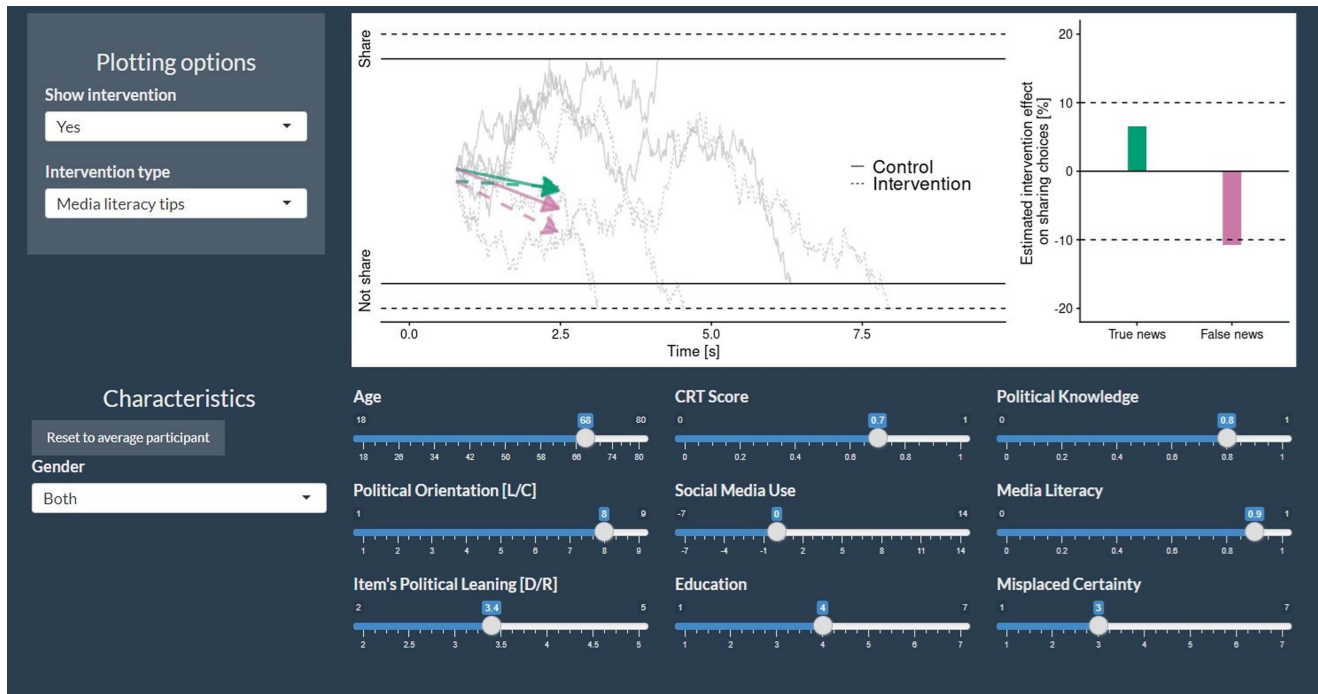 Plotting options
Show intervention
Yes
Intervention type
Media literacy tips
Share
Not share
Control
Intervention
0.0 2.5 5.0 7.5
Time [s]
Estimated intervention effect
on sharing choices [%]
20
10
0
-10
-20
True news False news
Characteristics
Reset to average participant
Gender
Both
Age
18 68 80
18 26 34 42 50 58 66 74 80
CRT Score
0 0.7 1
0 0.2 0.4 0.6 0.8 1
Political Knowledge
0 0.8 1
0 0.2 0.4 0.6 0.8 1
Political Orientation [L/C]
1 8 9
1 2 3 4 5 6 7 8 9
Social Media Use
-7 0 14
-7 -4 -1 2 5 8 11 14
Media Literacy
0 0.9 1
0 0.2 0.4 0.6 0.8 1
Item's Political Leaning [D/R]
2 3.4 5
2 2.5 3 3.5 4 4.5 5
Education
1 4 7
1 2 3 4 5 6 7
Misplaced Certainty
1 3 7
1 2 3 4 5 6 7